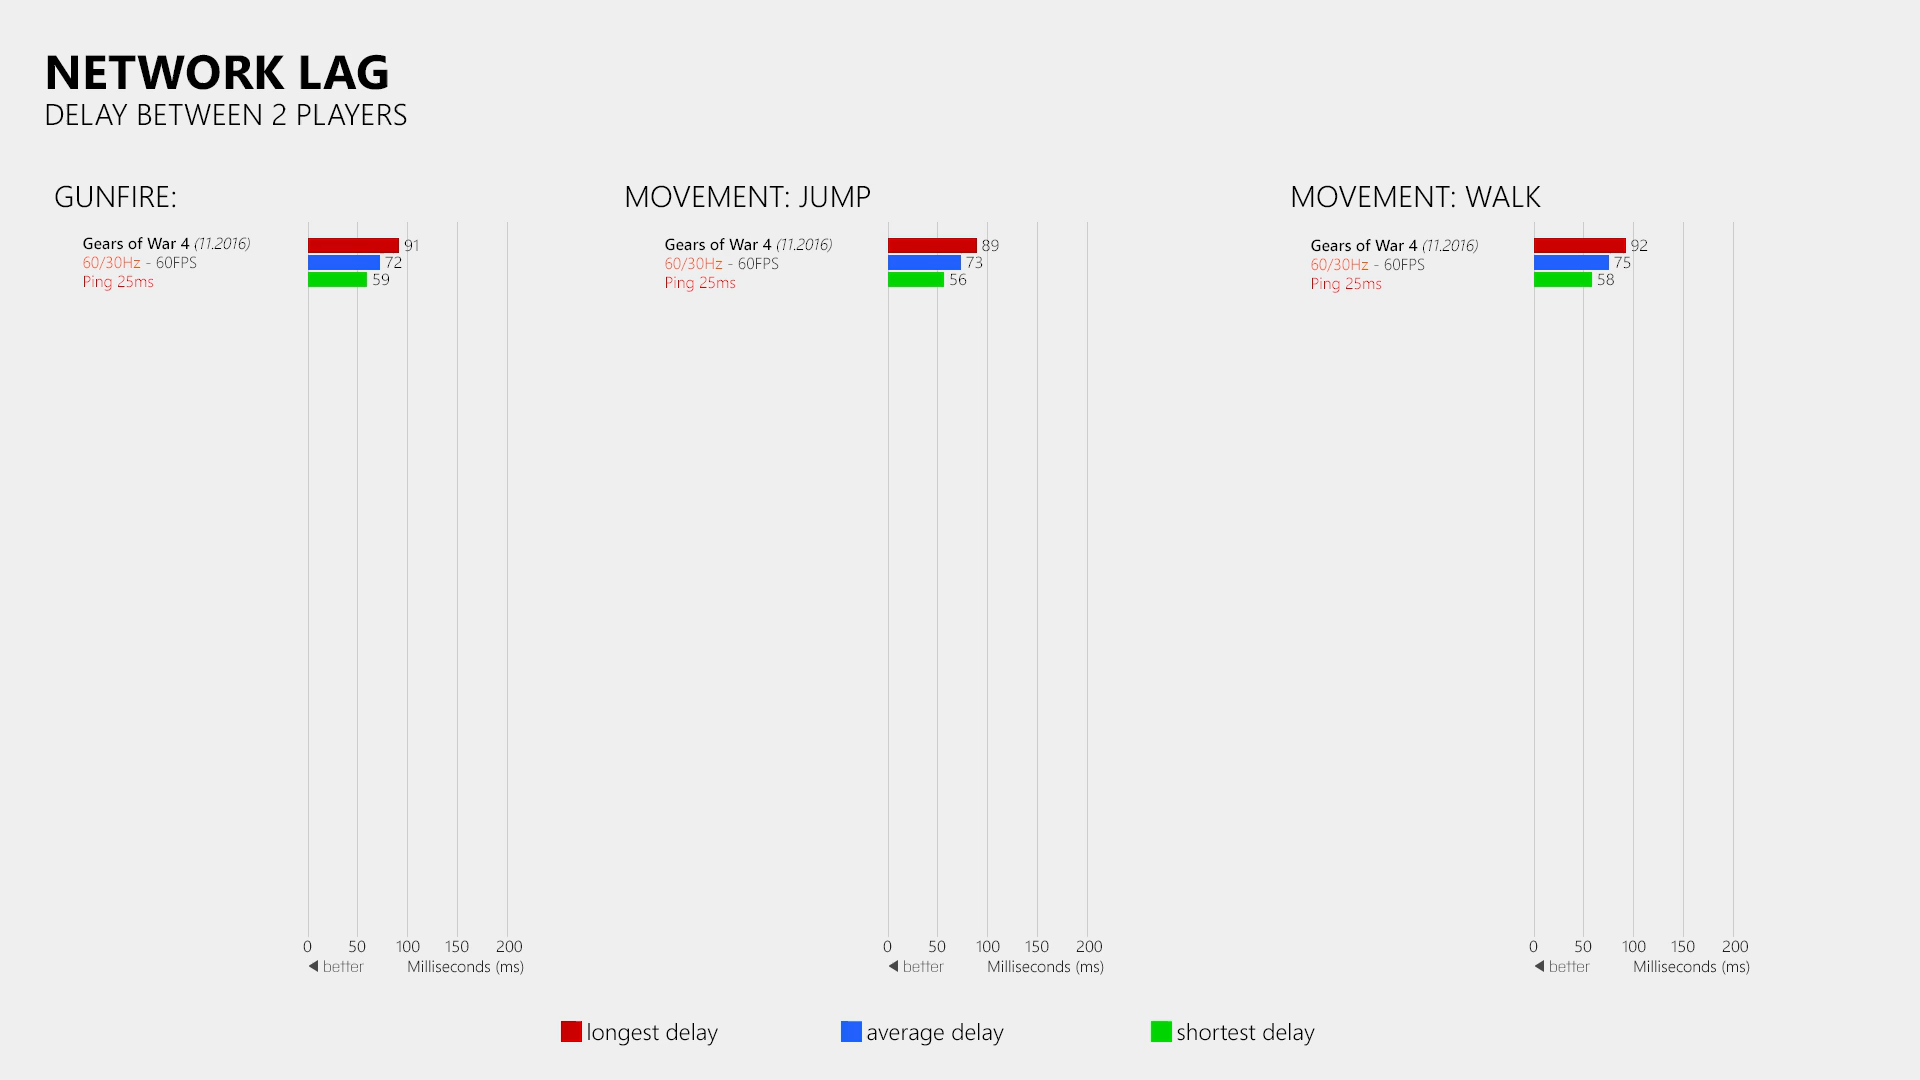 NETWORK LAG
DELAY BETWEEN 2 PLAYERS
GUNFIRE:
Gears of War 4 (11.2016)
60/30Hz - 60FPS
Ping 25ms
91
72
59
0 50 100 150 200
better Milliseconds (ms)
MOVEMENT: JUMP
Gears of War 4 (11.2016)
60/30Hz - 60FPS
Ping 25ms
89
73
56
0 50 100 150 200
better Milliseconds (ms)
MOVEMENT: WALK
Gears of War 4 (11.2016)
60/30Hz - 60FPS
Ping 25ms
92
75
58
0 50 100 150 200
better Milliseconds (ms)
longest delay average delay shortest delay